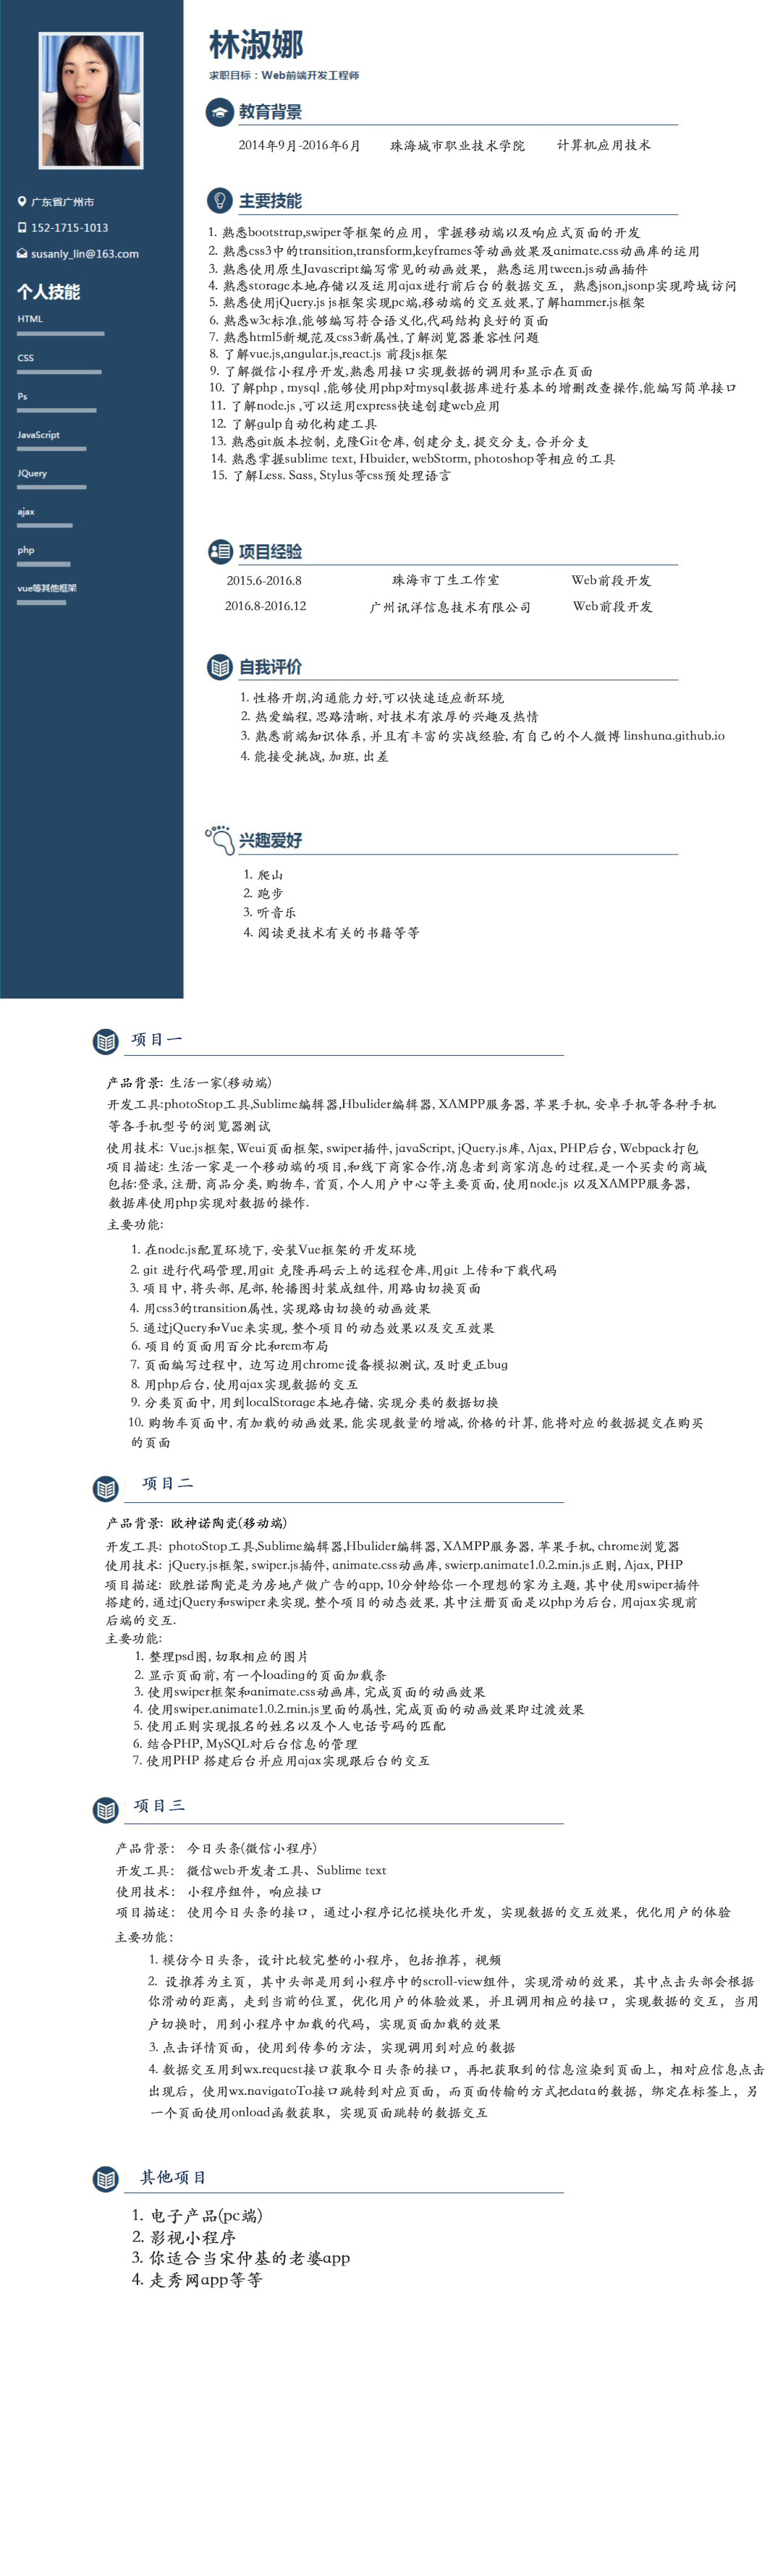 林淑娜
求职目标：Web前端开发工程师
广东省广州市
152-1715-1013
susanly_lin@163.com
个人技能
HTML
CSS
Ps
JavaScript
JQuery
ajax
php
vue等其他框架
教育背景
2014年9月-2016年6月 珠海城市职业技术学院 计算机应用技术
主要技能
1. 熟悉bootstrap,swiper等框架的应用，掌握移动端以及响应式页面的开发
2. 熟悉css3中的transition,transform,keyframes等动画效果及animate.css动画库的运用
3. 熟悉使用原生Javascript编写常见的动画效果，熟悉运用tween.js动画插件
4. 熟悉storage本地存储以及运用ajax进行前后台的数据交互，熟悉json,jsonp实现跨域访问
5. 熟悉使用jQuery.js js框架实现pc端,移动端的交互效果,了解hammer.js框架
6. 熟悉w3c标准,能够编写符合语义化,代码结构良好的页面
7. 熟悉html5新规范及css3新属性,了解浏览器兼容性问题
8. 了解vue.js,angular.js,react.js 前段js框架
9. 了解微信小程序开发,熟悉用接口实现数据的调用和显示在页面
10. 了解php , mysql ,能够使用php对mysql数据库进行基本的增删改查操作,能编写简单接口
11. 了解node.js ,可以运用express快速创建web应用
12. 了解gulp自动化构建工具
13. 熟悉git版本控制, 克隆Git仓库, 创建分支, 提交分支, 合并分支
14. 熟悉掌握sublime text, Hbuider, webStorm, photoshop等相应的工具
15. 了解Less. Sass, Stylus等css预处理语言
项目经验
2015.6-2016.8 珠海市丁生工作室 Web前段开发
2016.8-2016.12 广州讯洋信息技术有限公司 Web前段开发
自我评价
1. 性格开朗,沟通能力好,可以快速适应新环境
2. 热爱编程, 思路清晰, 对技术有浓厚的兴趣及热情
3. 熟悉前端知识体系, 并且有丰富的实战经验, 有自己的个人微博 linshuna.github.io
4. 能接受挑战, 加班, 出差
兴趣爱好
1. 爬山
2. 跑步
3. 听音乐
4. 阅读更技术有关的书籍等等
项目一
产品背景: 生活一家(移动端)
开发工具:photoStop工具,Sublime编辑器,Hbulider编辑器, XAMPP服务器, 苹果手机, 安卓手机等各种手机
等各手机型号的浏览器测试
使用技术: Vue.js框架, Weui页面框架, swiper插件, javaScript, jQuery.js库, Ajax, PHP后台, Webpack打包
项目描述: 生活一家是一个移动端的项目,和线下商家合作,消息者到商家消息的过程,是一个买卖的商城
包括:登录, 注册, 商品分类, 购物车, 首页, 个人用户中心等主要页面, 使用node.js 以及XAMPP服务器,
数据库使用php实现对数据的操作.
主要功能:
1. 在node.js配置环境下, 安装Vue框架的开发环境
2. git 进行代码管理,用git 克隆再码云上的远程仓库,用git 上传和下载代码
3. 项目中, 将头部, 尾部, 轮播图封装成组件, 用路由切换页面
4. 用css3的transition属性, 实现路由切换的动画效果
5. 通过jQuery和Vue来实现, 整个项目的动态效果以及交互效果
6. 项目的页面用百分比和rem布局
7. 页面编写过程中, 边写边用chrome设备模拟测试, 及时更正bug
8. 用php后台, 使用ajax实现数据的交互
9. 分类页面中, 用到localStorage本地存储, 实现分类的数据切换
10. 购物车页面中, 有加载的动画效果, 能实现数量的增减, 价格的计算, 能将对应的数据提交在购买
的页面
项目二
产品背景: 欧神诺陶瓷(移动端)
开发工具: photoStop工具,Sublime编辑器,Hbulider编辑器, XAMPP服务器, 苹果手机, chrome浏览器
使用技术: jQuery.js框架, swiper.js插件, animate.css动画库, swierp.animate1.0.2.min.js正则, Ajax, PHP
项目描述: 欧胜诺陶瓷是为房地产做广告的app, 10分钟给你一个理想的家为主题, 其中使用swiper插件
搭建的, 通过jQuery和swiper来实现, 整个项目的动态效果, 其中注册页面是以php为后台, 用ajax实现前
后端的交互.
主要功能:
1. 整理psd图, 切取相应的图片
2. 显示页面前, 有一个loading的页面加载条
3. 使用swiper框架和animate.css动画库, 完成页面的动画效果
4. 使用swiper.animate1.0.2.min.js里面的属性, 完成页面的动画效果即过渡效果
5. 使用正则实现报名的姓名以及个人电话号码的匹配
6. 结合PHP, MySQL对后台信息的管理
7. 使用PHP 搭建后台并应用ajax实现跟后台的交互
项目三
产品背景： 今日头条(微信小程序)
开发工具： 微信web开发者工具、Sublime text
使用技术： 小程序组件，响应接口
项目描述： 使用今日头条的接口，通过小程序记忆模块化开发，实现数据的交互效果，优化用户的体验
主要功能：
1. 模仿今日头条，设计比较完整的小程序，包括推荐，视频
2. 设推荐为主页，其中头部是用到小程序中的scroll-view组件，实现滑动的效果，其中点击头部会根据
你滑动的距离，走到当前的位置，优化用户的体验效果，并且调用相应的接口，实现数据的交互，当用
户切换时，用到小程序中加载的代码，实现页面加载的效果
3. 点击详情页面，使用到传参的方法，实现调用到对应的数据
4. 数据交互用到wx.request接口获取今日头条的接口，再把获取到的信息渲染到页面上，相对应信息点击
出现后，使用wx.navigatoTo接口跳转到对应页面，而页面传输的方式把data的数据，绑定在标签上，另
一个页面使用onload函数获取，实现页面跳转的数据交互
其他项目
1. 电子产品(pc端)
2. 影视小程序
3. 你适合当宋仲基的老婆app
4. 走秀网app等等